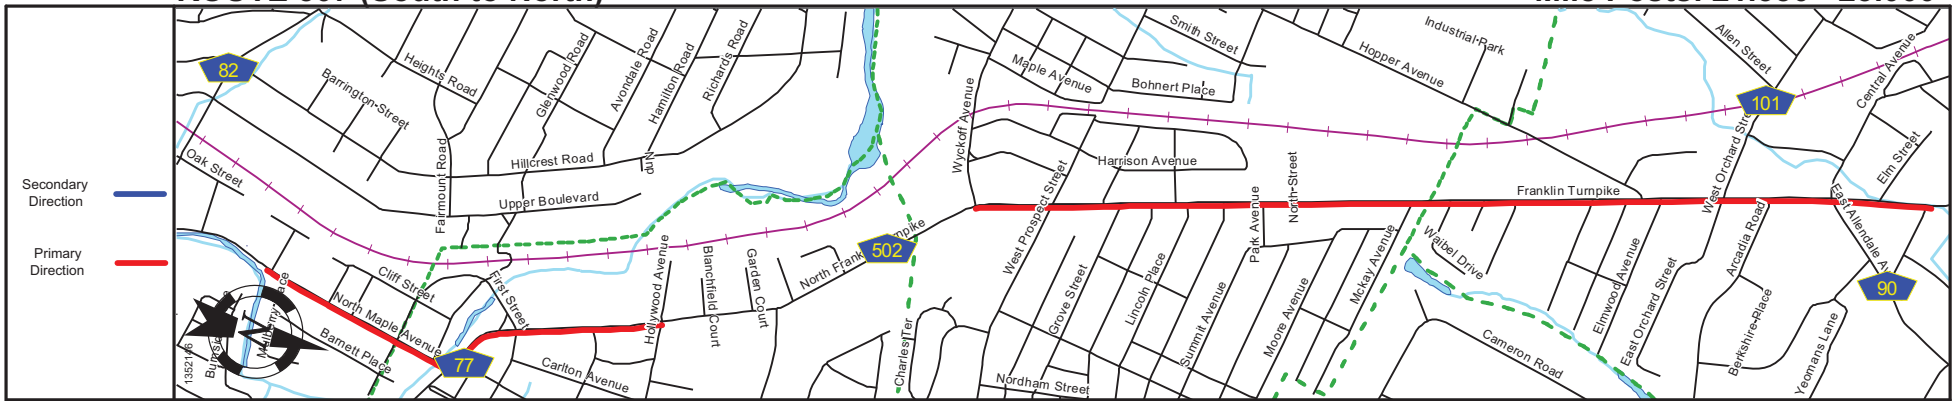 Secondary
Direction
Primary
Direction
82
Oak Street
Barrington Street
Heights Road
Glenwood Road
Avondale Road
Hamilton Road
Richards Road
Fairmount Road
Hillcrest Road
Upper Boulevard
Cliff Street
North Maple Avenue
Barnett Place
First Street
77
Carlton Avenue
Hollywood Avenue
Blanchfield Court
Garden Court
502
Charles Ter
Wyckoff Avenue
Maple Avenue
Bohnert Place
Smith Street
Harrison Avenue
West Prospect Street
Grove Street
Lincoln Place
Summit Avenue
Nordham Street
Park Avenue
North Street
Moore Avenue
Mckay Avenue
Hopper Avenue
Industrial Park
Franklin Turnpike
Waibel Drive
Cameron Road
Elmwood Avenue
East Orchard Street
Allen Street
101
Central Avenue
Elm Street
Arcadia Road
Berkshire Place
Yeomans Lane
90
N
1352146